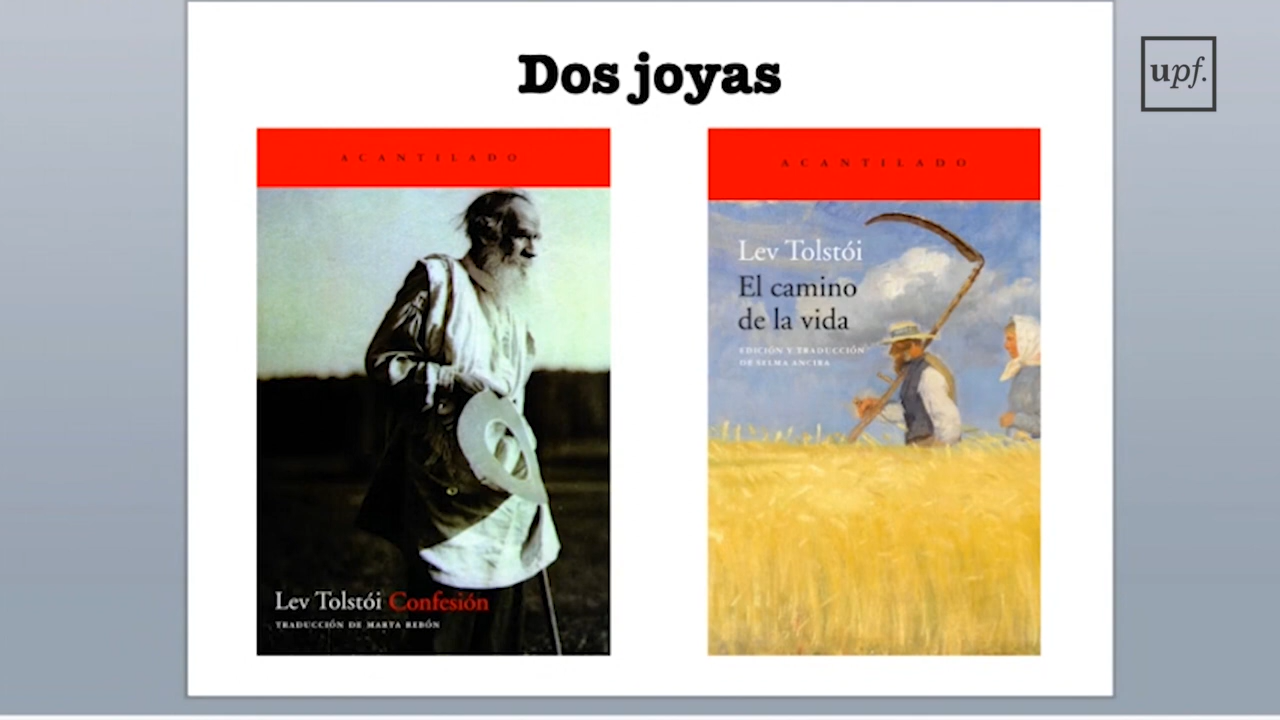 Dos joyas
upf.
ACANTILADO
Lev Tolstói Confesión
TRADUCCIÓN DE MARTA REBÓN
ACANTILADO
Lev Tolstói
El camino
de la vida
EDICIÓN Y TRADUCCIÓN
DE SELMA ANCIRA